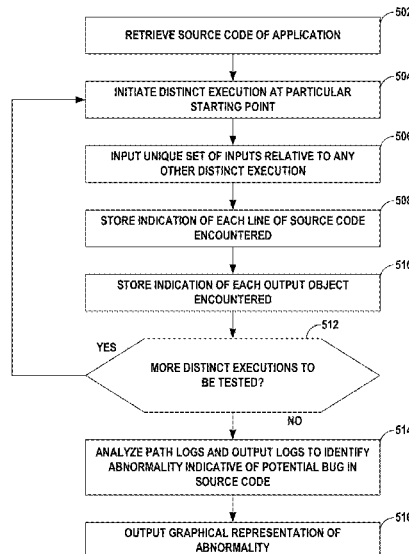 502
RETRIEVE SOURCE CODE OF APPLICATION
504
INITIATE DISTINCT EXECUTION AT PARTICULAR
STARTING POINT
506
INPUT UNIQUE SET OF INPUTS RELATIVE TO ANY
OTHER DISTINCT EXECUTION
508
STORE INDICATION OF EACH LINE OF SOURCE CODE
ENCOUNTERED
510
STORE INDICATION OF EACH OUTPUT OBJECT
ENCOUNTERED
512
YES
MORE DISTINCT EXECUTIONS TO
BE TESTED?
NO
514
ANALYZE PATH LOGS AND OUTPUT LOGS TO IDENTIFY
ABNORMALITY INDICATIVE OF POTENTIAL BUG IN
SOURCE CODE
516
OUTPUT GRAPHICAL REPRESENTATION OF
ABNORMALITY